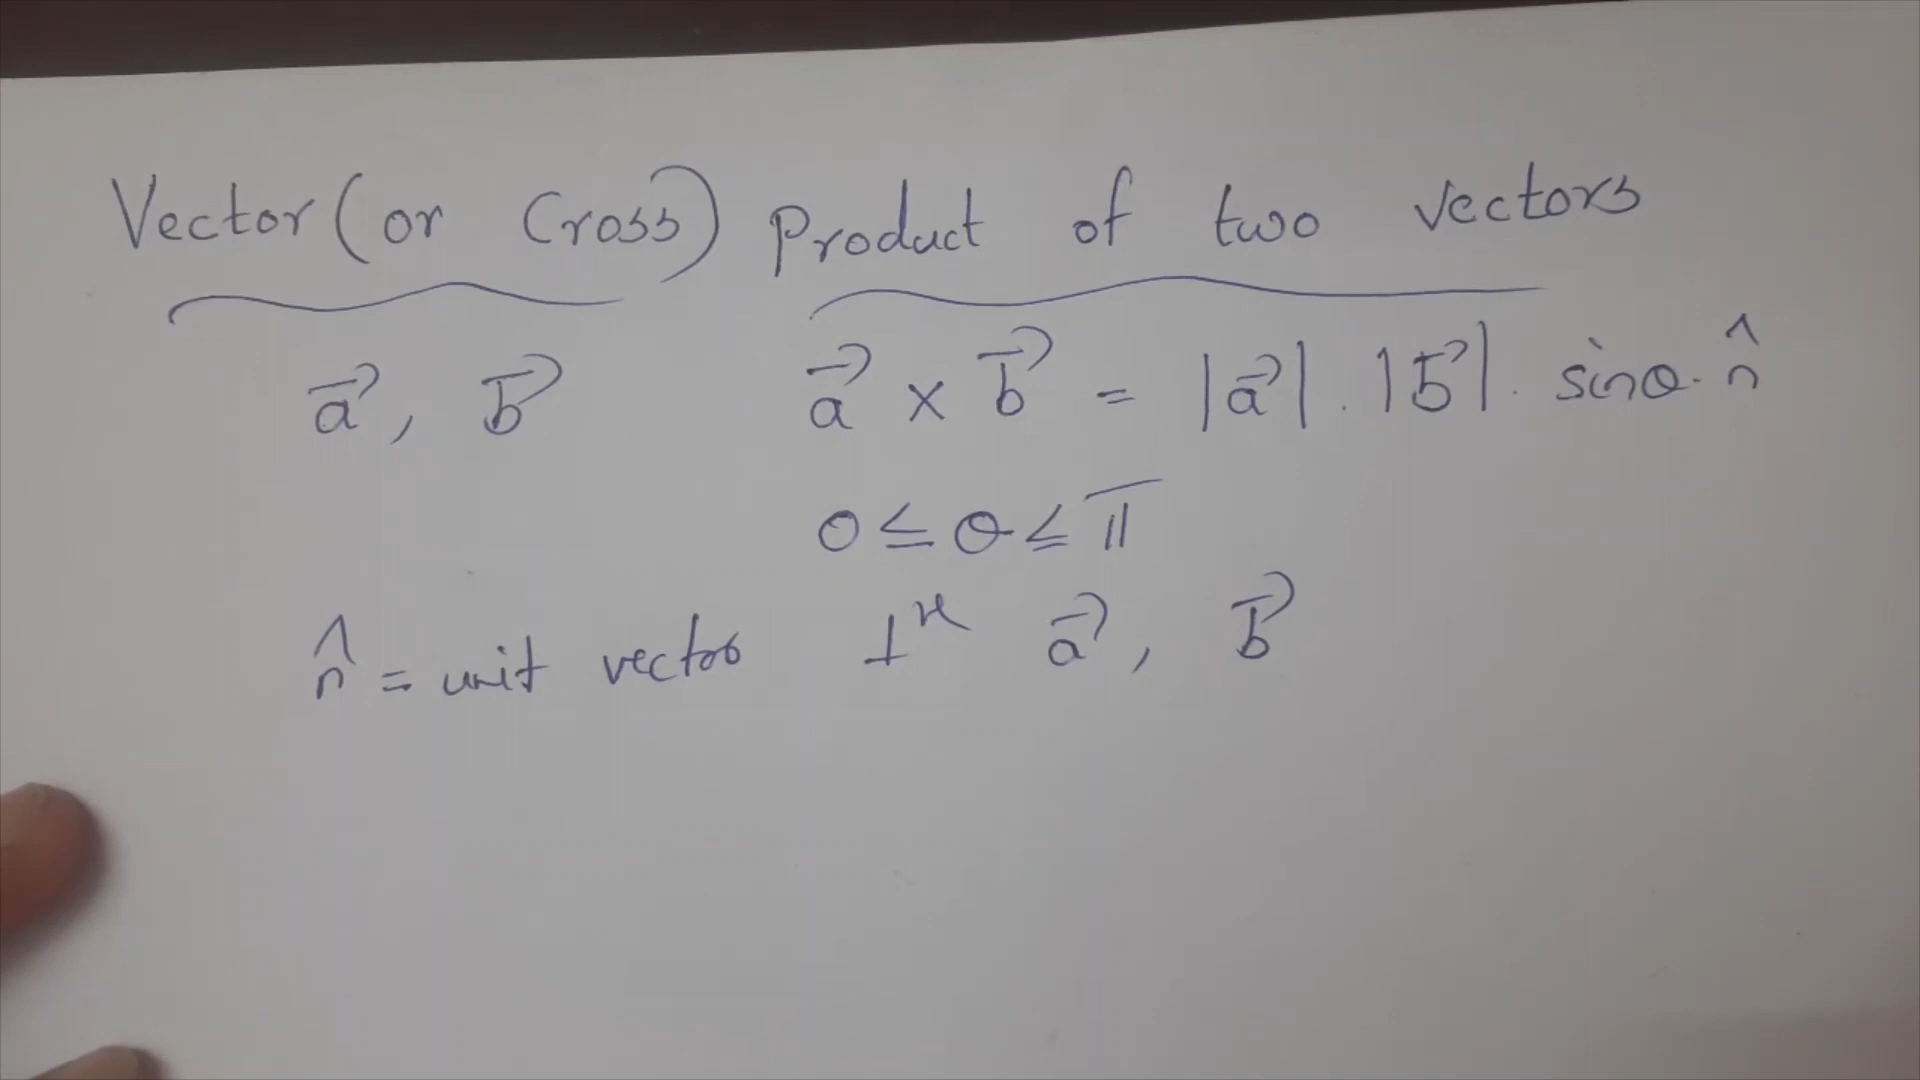 Vector (or Cross) Product of two vectors
a⃗, b⃗ a⃗ × b⃗ = |a⃗| . |b⃗| . sinθ . n̂
0 ≤ θ ≤ π
n̂ = unit vector ⊥ʳ a⃗, b⃗